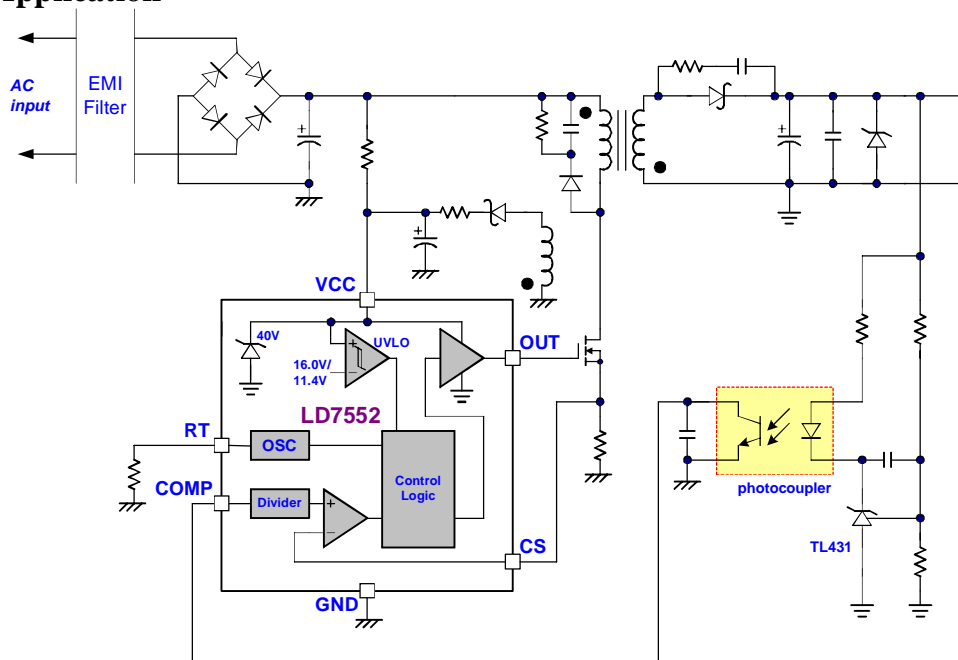 Application
AC
input
EMI
Filter
+
+
+
VCC
40V
UVLO
+
16.0V/
11.4V
OUT
LD7552
RT
OSC
COMP
Divider
+
Control
Logic
CS
GND
photocoupler
TL431